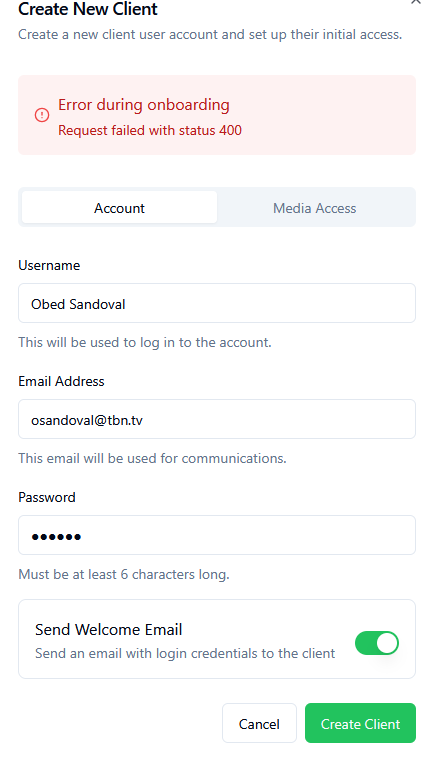 Create New Client
Create a new client user account and set up their initial access.
Error during onboarding
Request failed with status 400
Account
Media Access
Username
Obed Sandoval
This will be used to log in to the account.
Email Address
osandoval@tbn.tv
This email will be used for communications.
Password
••••••
Must be at least 6 characters long.
Send Welcome Email
Send an email with login credentials to the client
Cancel
Create Client